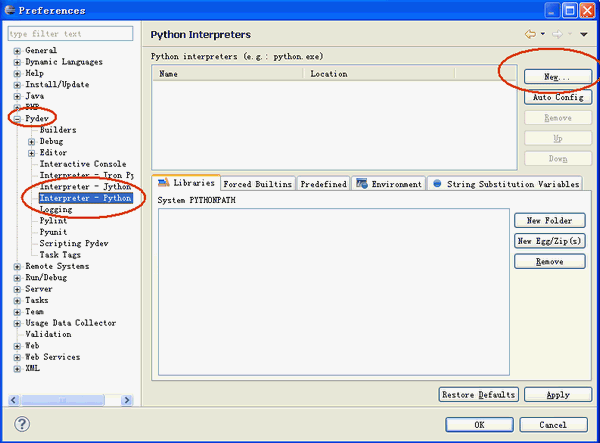 Preferences
type filter text
General
Dynamic Languages
Help
Install/Update
Java
PHP
Pydev
Builders
Debug
Editor
Interactive Console
Interpreter - Iron Py
Interpreter - Jython
Interpreter - Python
Logging
Pylint
Pyunit
Scripting Pydev
Task Tags
Remote Systems
Run/Debug
Server
Tasks
Team
Usage Data Collector
Validation
Web
Web Services
XML
Python Interpreters
Python interpreters (e.g.: python.exe)
Name Location
New...
Auto Config
Remove
Up
Down
Libraries Forced Builtins Predefined Environment String Substitution Variables
System PYTHONPATH
New Folder
New Egg/Zip(s)
Remove
Restore Defaults Apply
OK Cancel